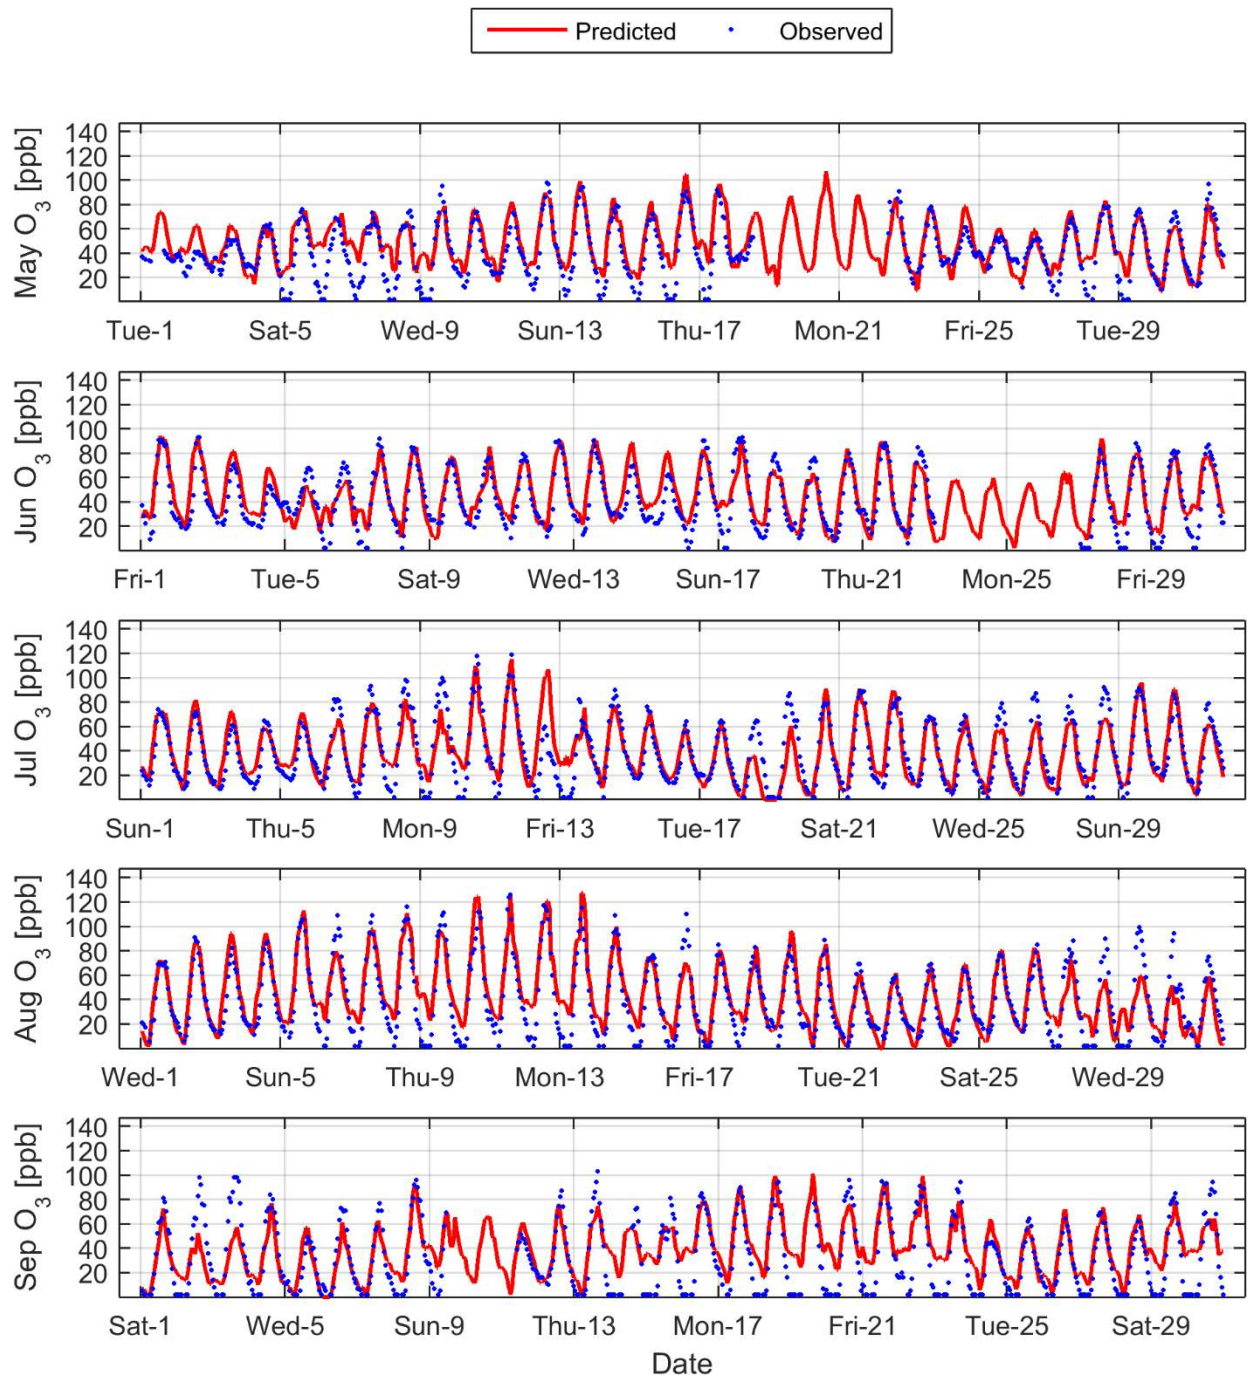 Predicted Observed
May O3 [ppb]
140
120
100
80
60
40
20
Tue-1 Sat-5 Wed-9 Sun-13 Thu-17 Mon-21 Fri-25 Tue-29
Jun O3 [ppb]
140
120
100
80
60
40
20
Fri-1 Tue-5 Sat-9 Wed-13 Sun-17 Thu-21 Mon-25 Fri-29
Jul O3 [ppb]
140
120
100
80
60
40
20
Sun-1 Thu-5 Mon-9 Fri-13 Tue-17 Sat-21 Wed-25 Sun-29
Aug O3 [ppb]
140
120
100
80
60
40
20
Wed-1 Sun-5 Thu-9 Mon-13 Fri-17 Tue-21 Sat-25 Wed-29
Sep O3 [ppb]
140
120
100
80
60
40
20
Sat-1 Wed-5 Sun-9 Thu-13 Mon-17 Fri-21 Tue-25 Sat-29
Date